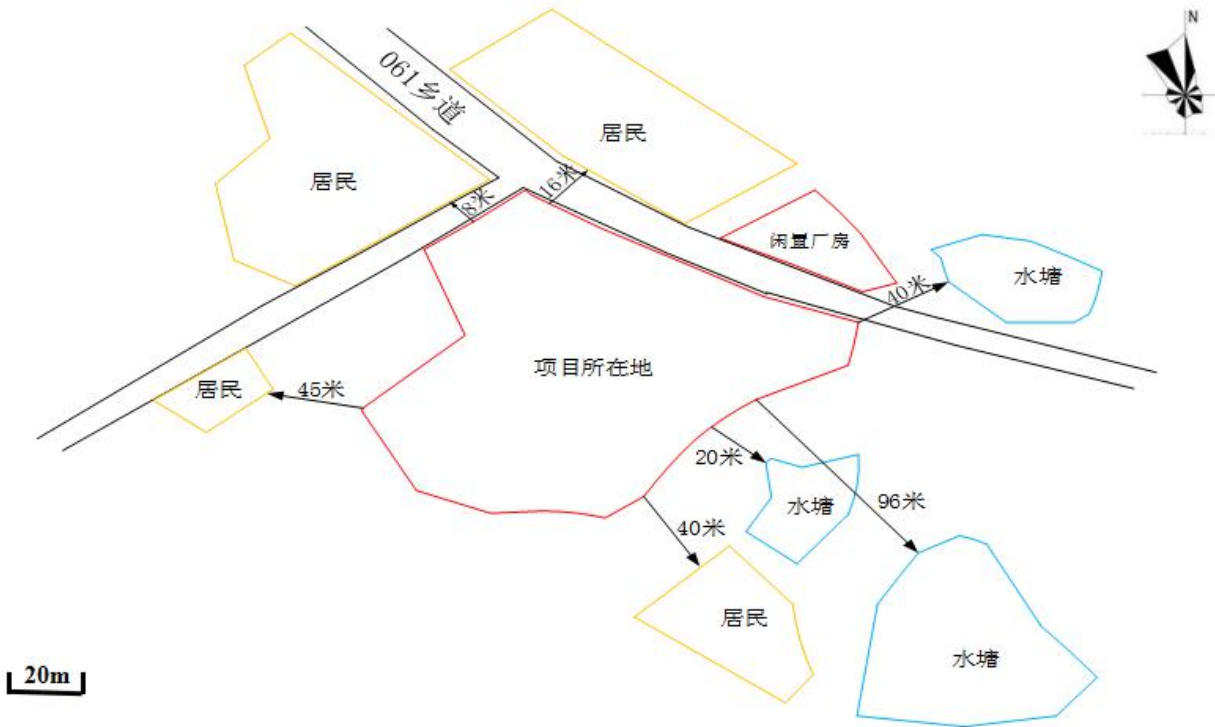 N
061乡道
居民
居民
16米
8米
闲置厂房
水塘
40米
项目所在地
居民
45米
20米
水塘
96米
40米
居民
水塘
20m